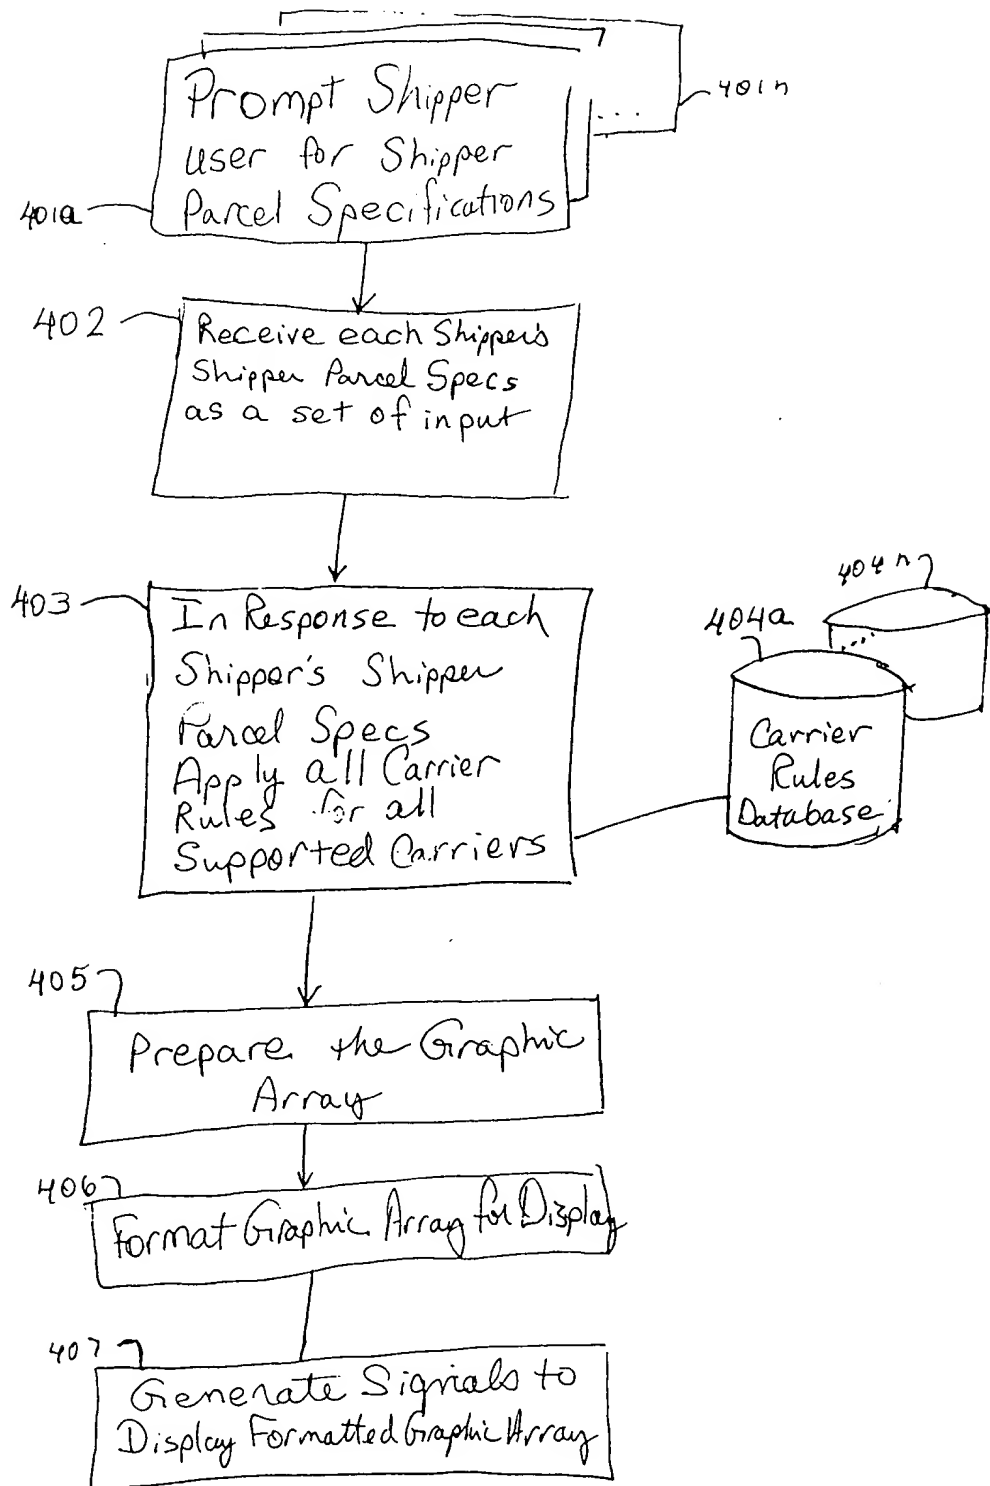 401n
Prompt Shipper
user for Shipper
Parcel Specifications
...
401a
402
Receive each Shipper's
Shipper Parcel Specs
as a set of input
403
In Response to each
Shipper's Shipper
Parcel Specs
Apply all Carrier
Rules for all
Supported Carriers
404n
404a
Carrier
Rules
Database
405
Prepare the Graphic
Array
406
Format Graphic Array for Display
407
Generate Signals to
Display Formatted Graphic Array